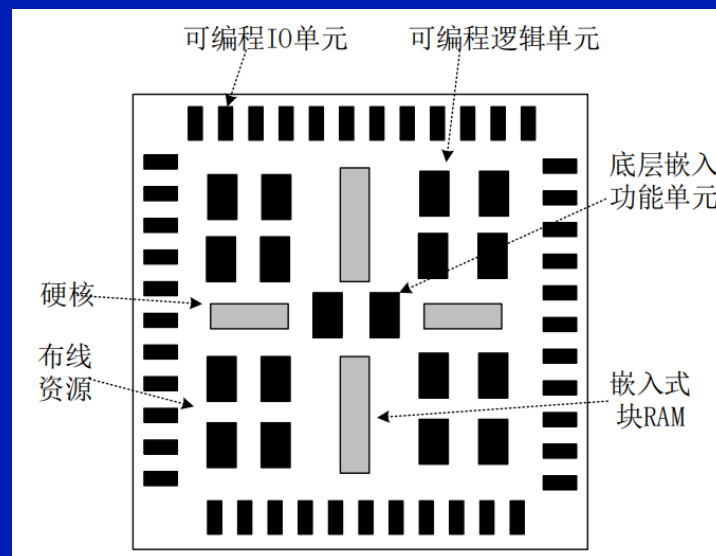 可编程IO单元
可编程逻辑单元
底层嵌入
功能单元
硬核
布线
资源
嵌入式
块RAM